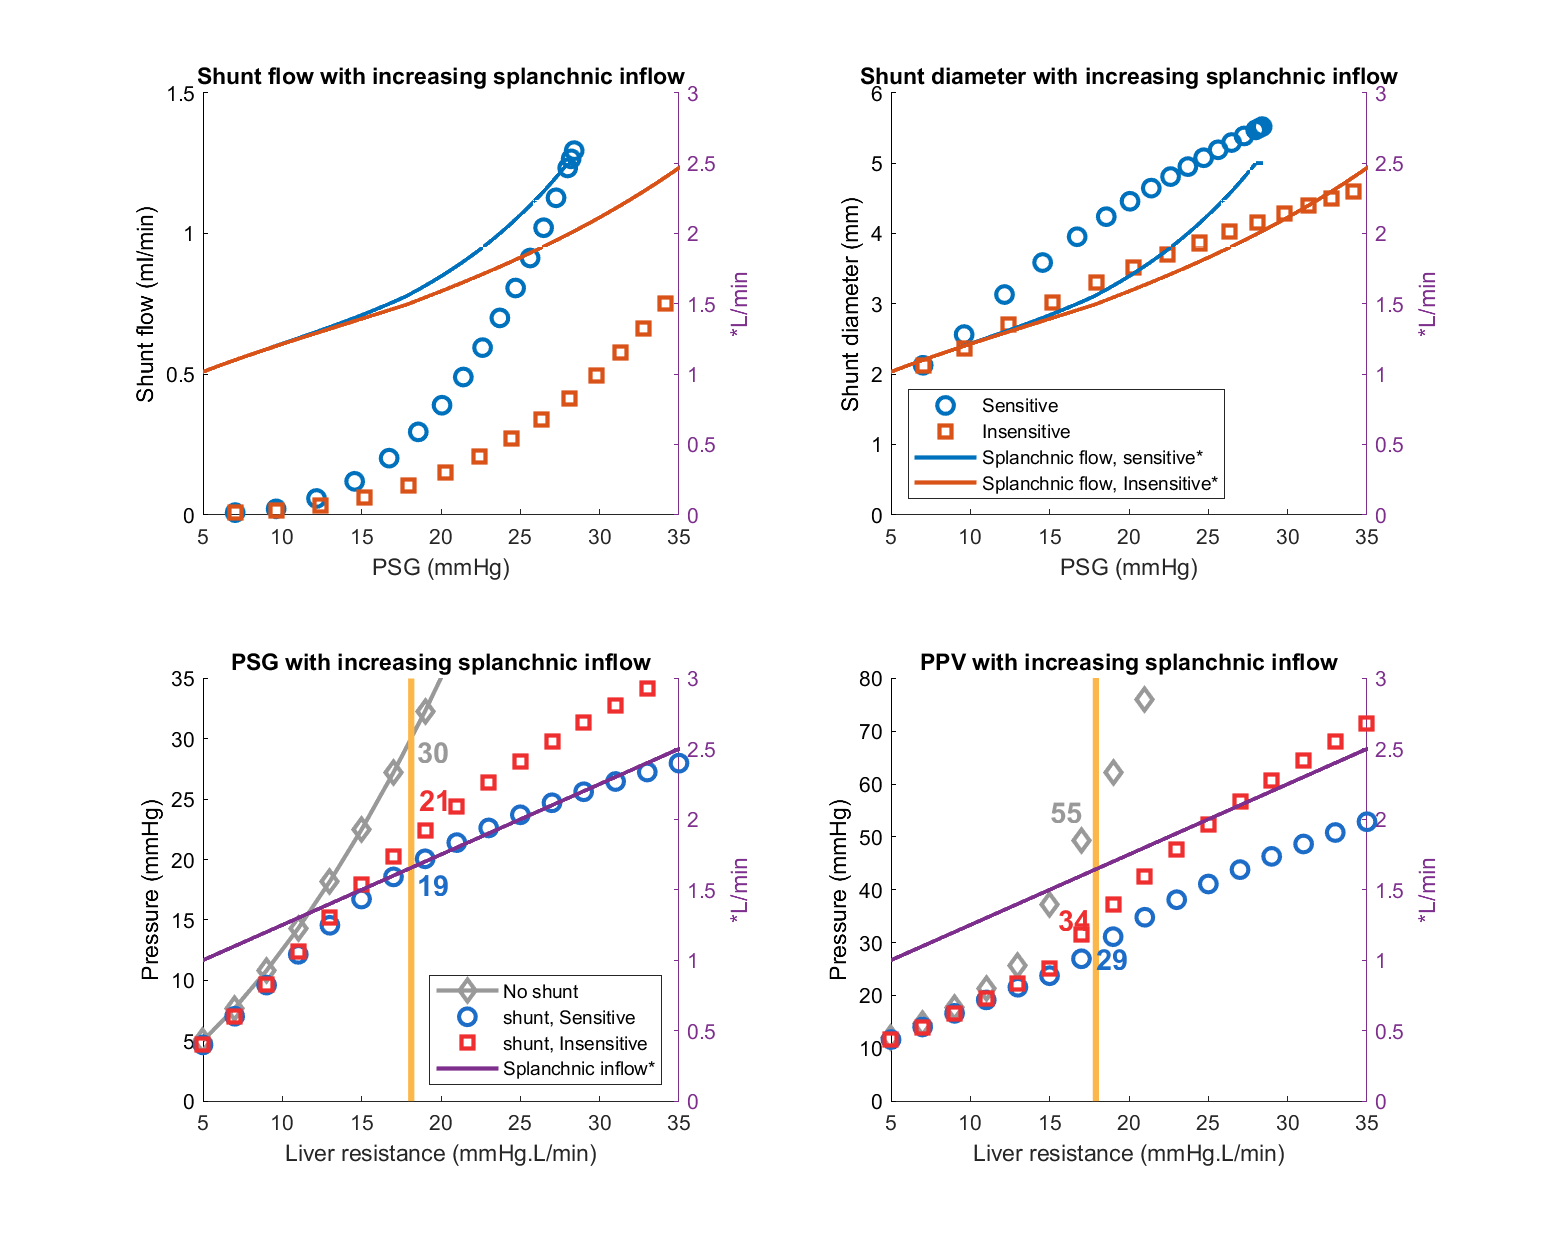 Shunt flow with increasing splanchnic inflow
1.5
1
0.5
0
Shunt flow (ml/min)
5 10 15 20 25 30 35
PSG (mmHg)
3
2.5
2
1.5
1
0.5
0
*L/min
Shunt diameter with increasing splanchnic inflow
6
5
4
3
2
1
0
Shunt diameter (mm)
Sensitive
Insensitive
Splanchnic flow, sensitive*
Splanchnic flow, Insensitive*
5 10 15 20 25 30 35
PSG (mmHg)
3
2.5
2
1.5
1
0.5
0
*L/min
PSG with increasing splanchnic inflow
35
30
25
20
15
10
5
0
Pressure (mmHg)
30
21
19
No shunt
shunt, Sensitive
shunt, Insensitive
Splanchnic inflow*
5 10 15 20 25 30 35
Liver resistance (mmHg.L/min)
3
2.5
2
1.5
1
0.5
0
*L/min
PPV with increasing splanchnic inflow
80
70
60
50
40
30
20
10
0
Pressure (mmHg)
55
34
29
5 10 15 20 25 30 35
Liver resistance (mmHg.L/min)
3
2.5
2
1.5
1
0.5
0
*L/min